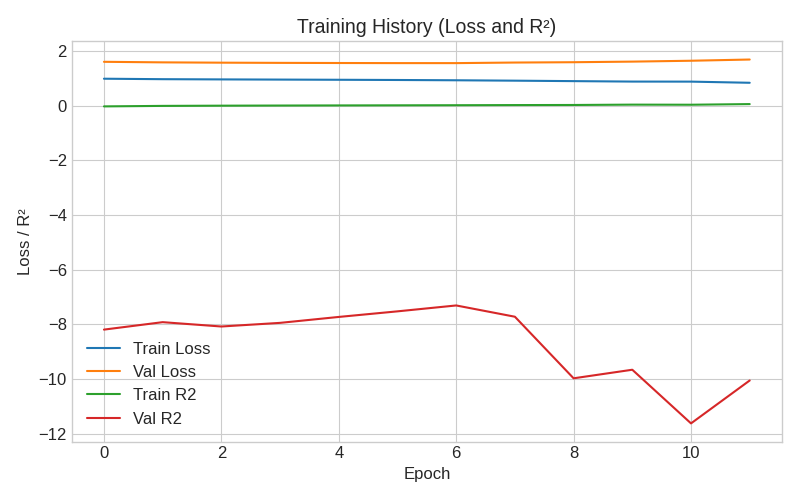 Training History (Loss and R²)
Loss / R²
2
0
−2
−4
−6
−8
−10
−12
Train Loss
Val Loss
Train R2
Val R2
0 2 4 6 8 10
Epoch